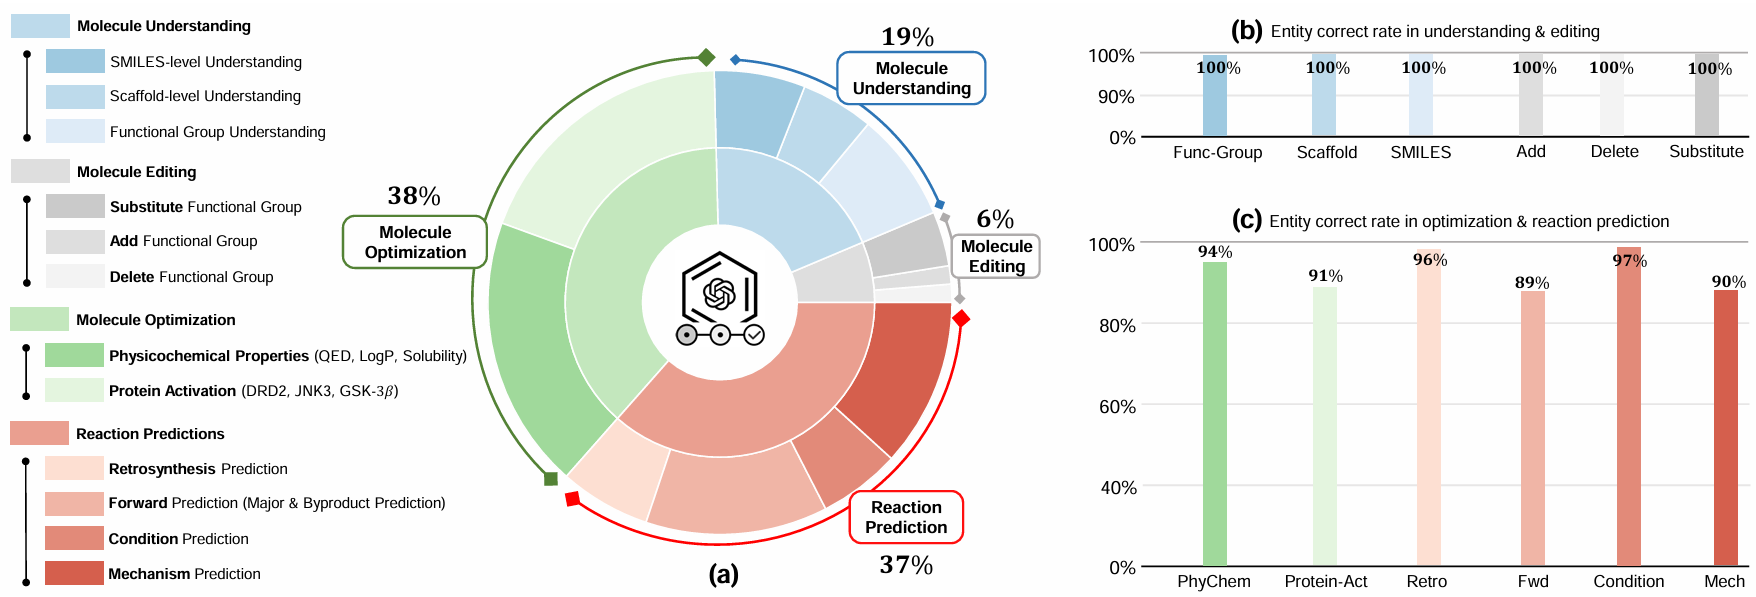 Molecule Understanding
SMILES-level Understanding
Scaffold-level Understanding
Functional Group Understanding
Molecule Editing
Substitute Functional Group
Add Functional Group
Delete Functional Group
Molecule Optimization
Physicochemical Properties (QED, LogP, Solubility)
Protein Activation (DRD2, JNK3, GSK-3β)
Reaction Predictions
Retrosynthesis Prediction
Forward Prediction (Major & Byproduct Prediction)
Condition Prediction
Mechanism Prediction
19%
Molecule
Understanding
38%
Molecule
Optimization
6%
Molecule
Editing
Reaction
Prediction
37%
(a)
(b) Entity correct rate in understanding & editing
100%
90%
0%
100% 100% 100% 100% 100% 100%
Func-Group Scaffold SMILES Add Delete Substitute
(c) Entity correct rate in optimization & reaction prediction
100%
80%
60%
40%
0%
94% 91% 96% 89% 97% 90%
PhyChem Protein-Act Retro Fwd Condition Mech